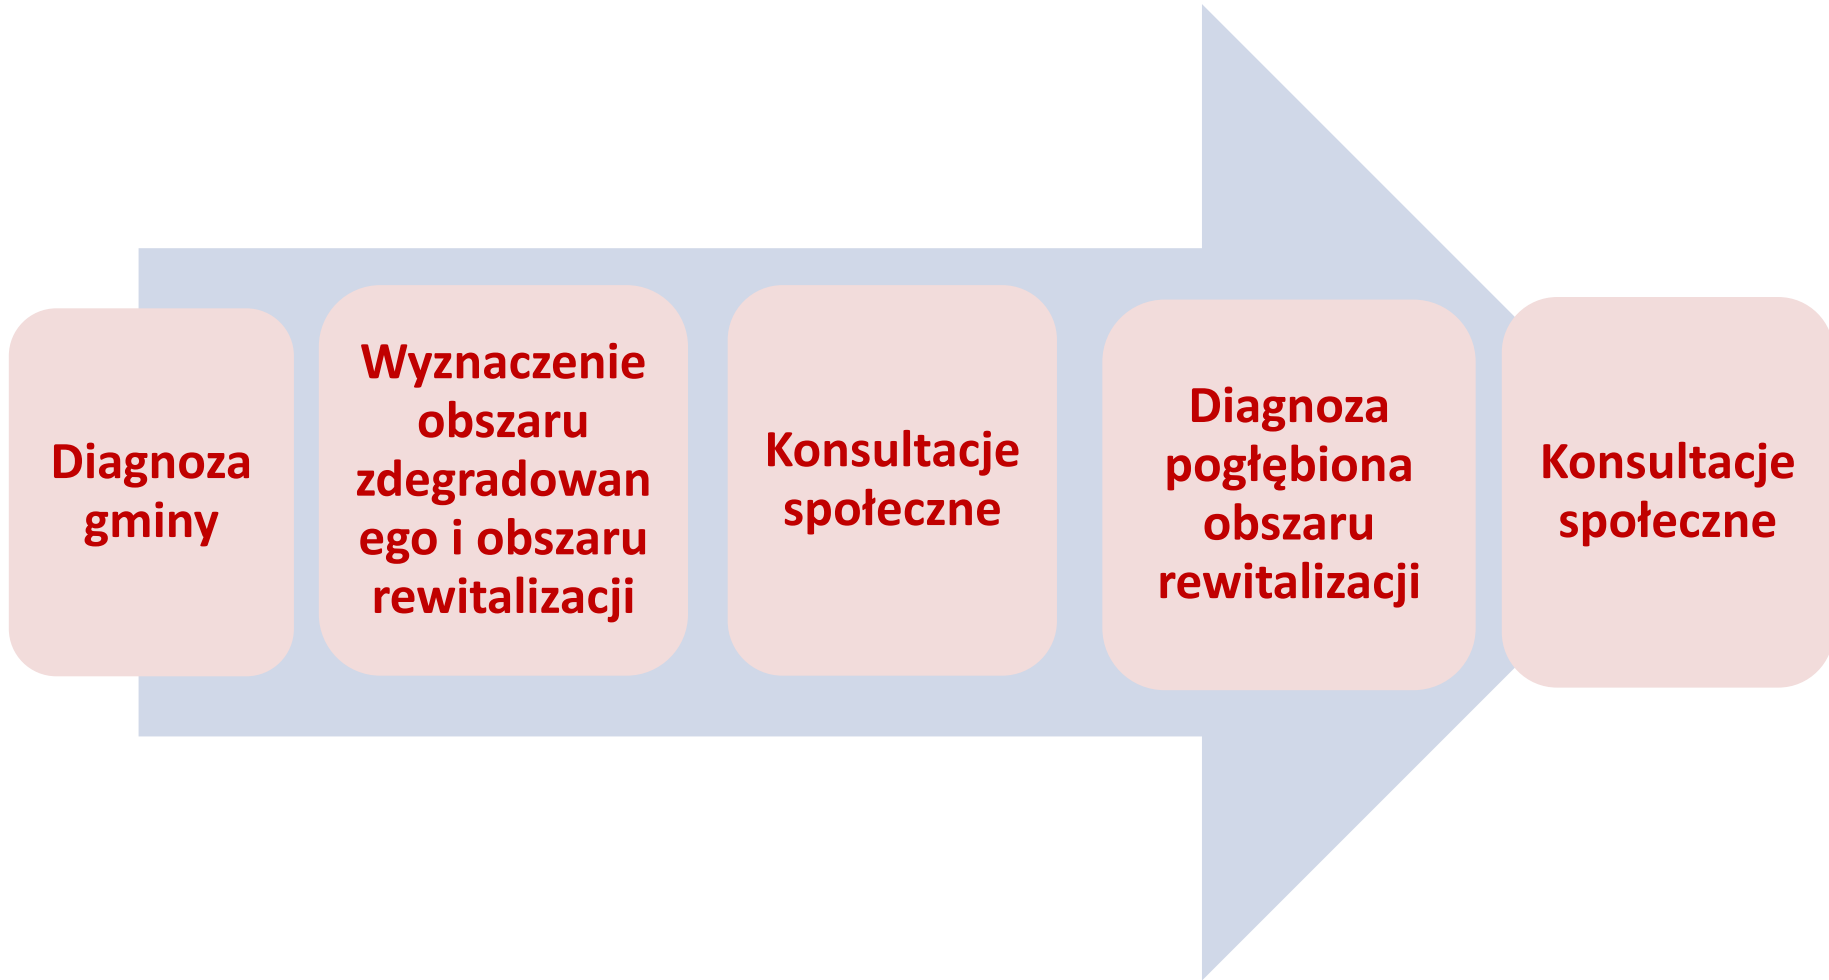 Diagnoza
gminy
Wyznaczenie
obszaru
zdegradowan
ego i obszaru
rewitalizacji
Konsultacje
społeczne
Diagnoza
pogłębiona
obszaru
rewitalizacji
Konsultacje
społeczne